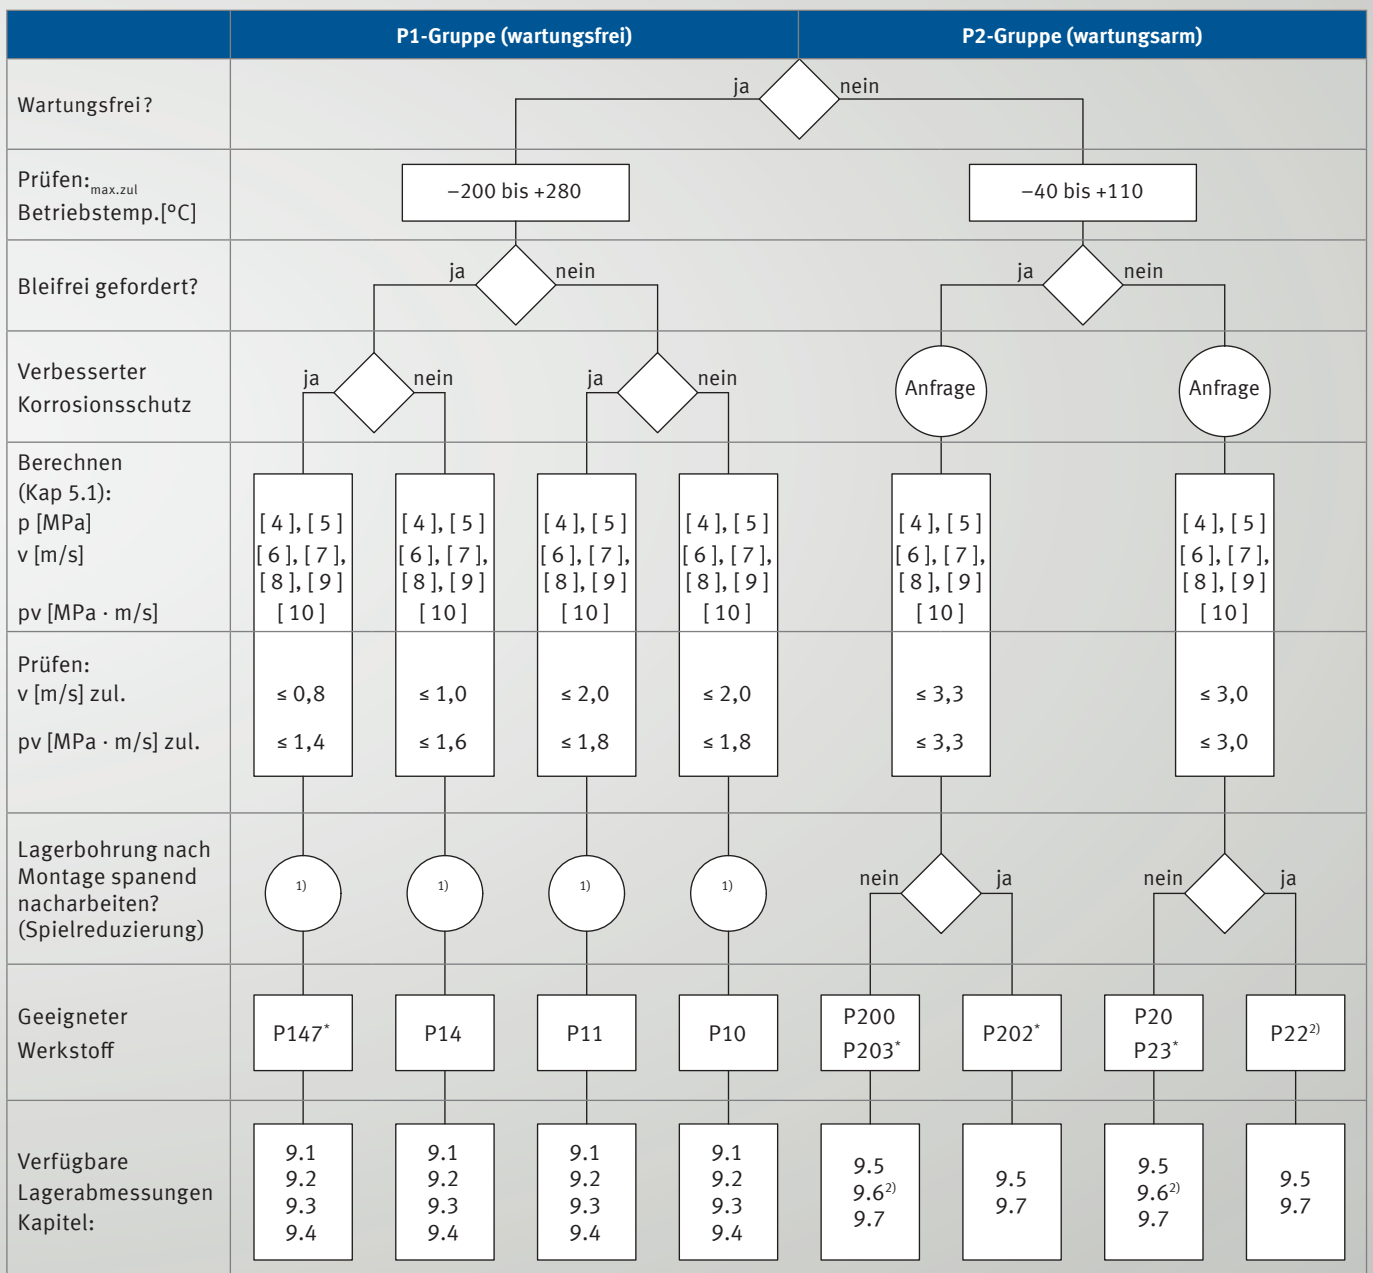 P1-Gruppe (wartungsfrei) P2-Gruppe (wartungsarm)
Wartungsfrei?
ja nein
Prüfen:max.zul
Betriebstemp.[°C]
–200 bis +280 –40 bis +110
Bleifrei gefordert?
ja nein ja nein
Verbesserter
Korrosionsschutz
ja nein ja nein Anfrage Anfrage
Berechnen
(Kap 5.1):
p [MPa] [ 4 ], [ 5 ] [ 4 ], [ 5 ] [ 4 ], [ 5 ] [ 4 ], [ 5 ] [ 4 ], [ 5 ] [ 4 ], [ 5 ]
v [m/s] [ 6 ], [ 7 ], [ 6 ], [ 7 ], [ 6 ], [ 7 ], [ 6 ], [ 7 ], [ 6 ], [ 7 ], [ 6 ], [ 7 ],
[ 8 ], [ 9 ] [ 8 ], [ 9 ] [ 8 ], [ 9 ] [ 8 ], [ 9 ] [ 8 ], [ 9 ] [ 8 ], [ 9 ]
pv [MPa · m/s] [ 10 ] [ 10 ] [ 10 ] [ 10 ] [ 10 ] [ 10 ]
Prüfen:
v [m/s] zul. ≤ 0,8 ≤ 1,0 ≤ 2,0 ≤ 2,0 ≤ 3,3 ≤ 3,0
pv [MPa · m/s] zul. ≤ 1,4 ≤ 1,6 ≤ 1,8 ≤ 1,8 ≤ 3,3 ≤ 3,0
Lagerbohrung nach
Montage spanend
nacharbeiten?
(Spielreduzierung)
1) 1) 1) 1) nein ja nein ja
Geeigneter
Werkstoff
P147* P14 P11 P10
P200
P203*
P202*
P20
P23*
P22²⁾
Verfügbare
Lagerabmessungen
Kapitel:
9.1 9.1 9.1 9.1
9.2 9.2 9.2 9.2
9.3 9.3 9.3 9.3
9.4 9.4 9.4 9.4
9.5
9.6²⁾
9.7
9.5
9.7
9.5
9.6²⁾
9.7
9.5
9.7